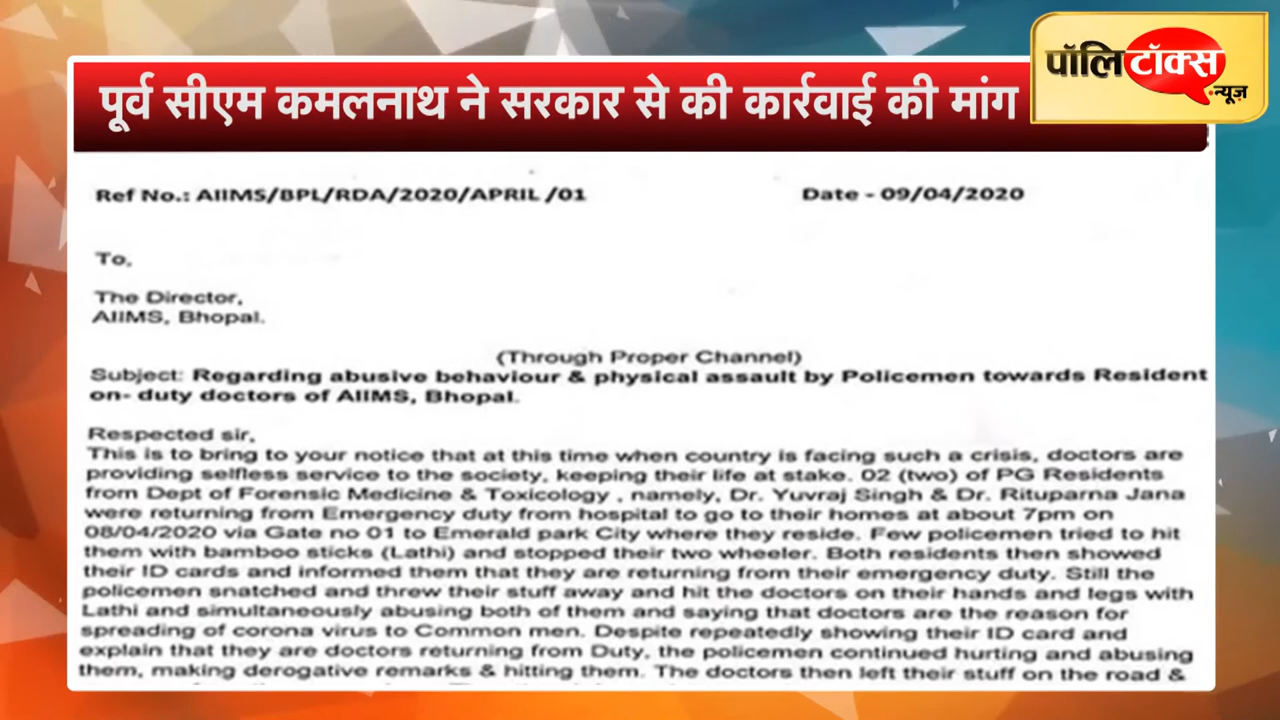 पूर्व सीएम कमलनाथ ने सरकार से की कार्रवाई की मांग
पॉलि टॉक्स
न्यूज़
Ref No.: AIIMS/BPL/RDA/2020/APRIL /01 Date - 09/04/2020
To,
The Director,
AIIMS, Bhopal.
(Through Proper Channel)
Subject: Regarding abusive behaviour & physical assault by Policemen towards Resident
on- duty doctors of AIIMS, Bhopal.
Respected sir,
This is to bring to your notice that at this time when country is facing such a crisis, doctors are
providing selfless service to the society, keeping their life at stake. 02 (two) of PG Residents
from Dept of Forensic Medicine & Toxicology , namely, Dr. Yuvraj Singh & Dr. Rituparna Jana
were returning from Emergency duty from hospital to go to their homes at about 7pm on
08/04/2020 via Gate no 01 to Emerald park City where they reside. Few policemen tried to hit
them with bamboo sticks (Lathi) and stopped their two wheeler. Both residents then showed
their ID cards and informed them that they are returning from their emergency duty. Still the
policemen snatched and threw their stuff away and hit the doctors on their hands and legs with
Lathi and simultaneously abusing both of them and saying that doctors are the reason for
spreading of corona virus to Common men. Despite repeatedly showing their ID card and
explain that they are doctors returning from Duty, the policemen continued hurting and abusing
them, making derogative remarks & hitting them. The doctors then left their stuff on the road &